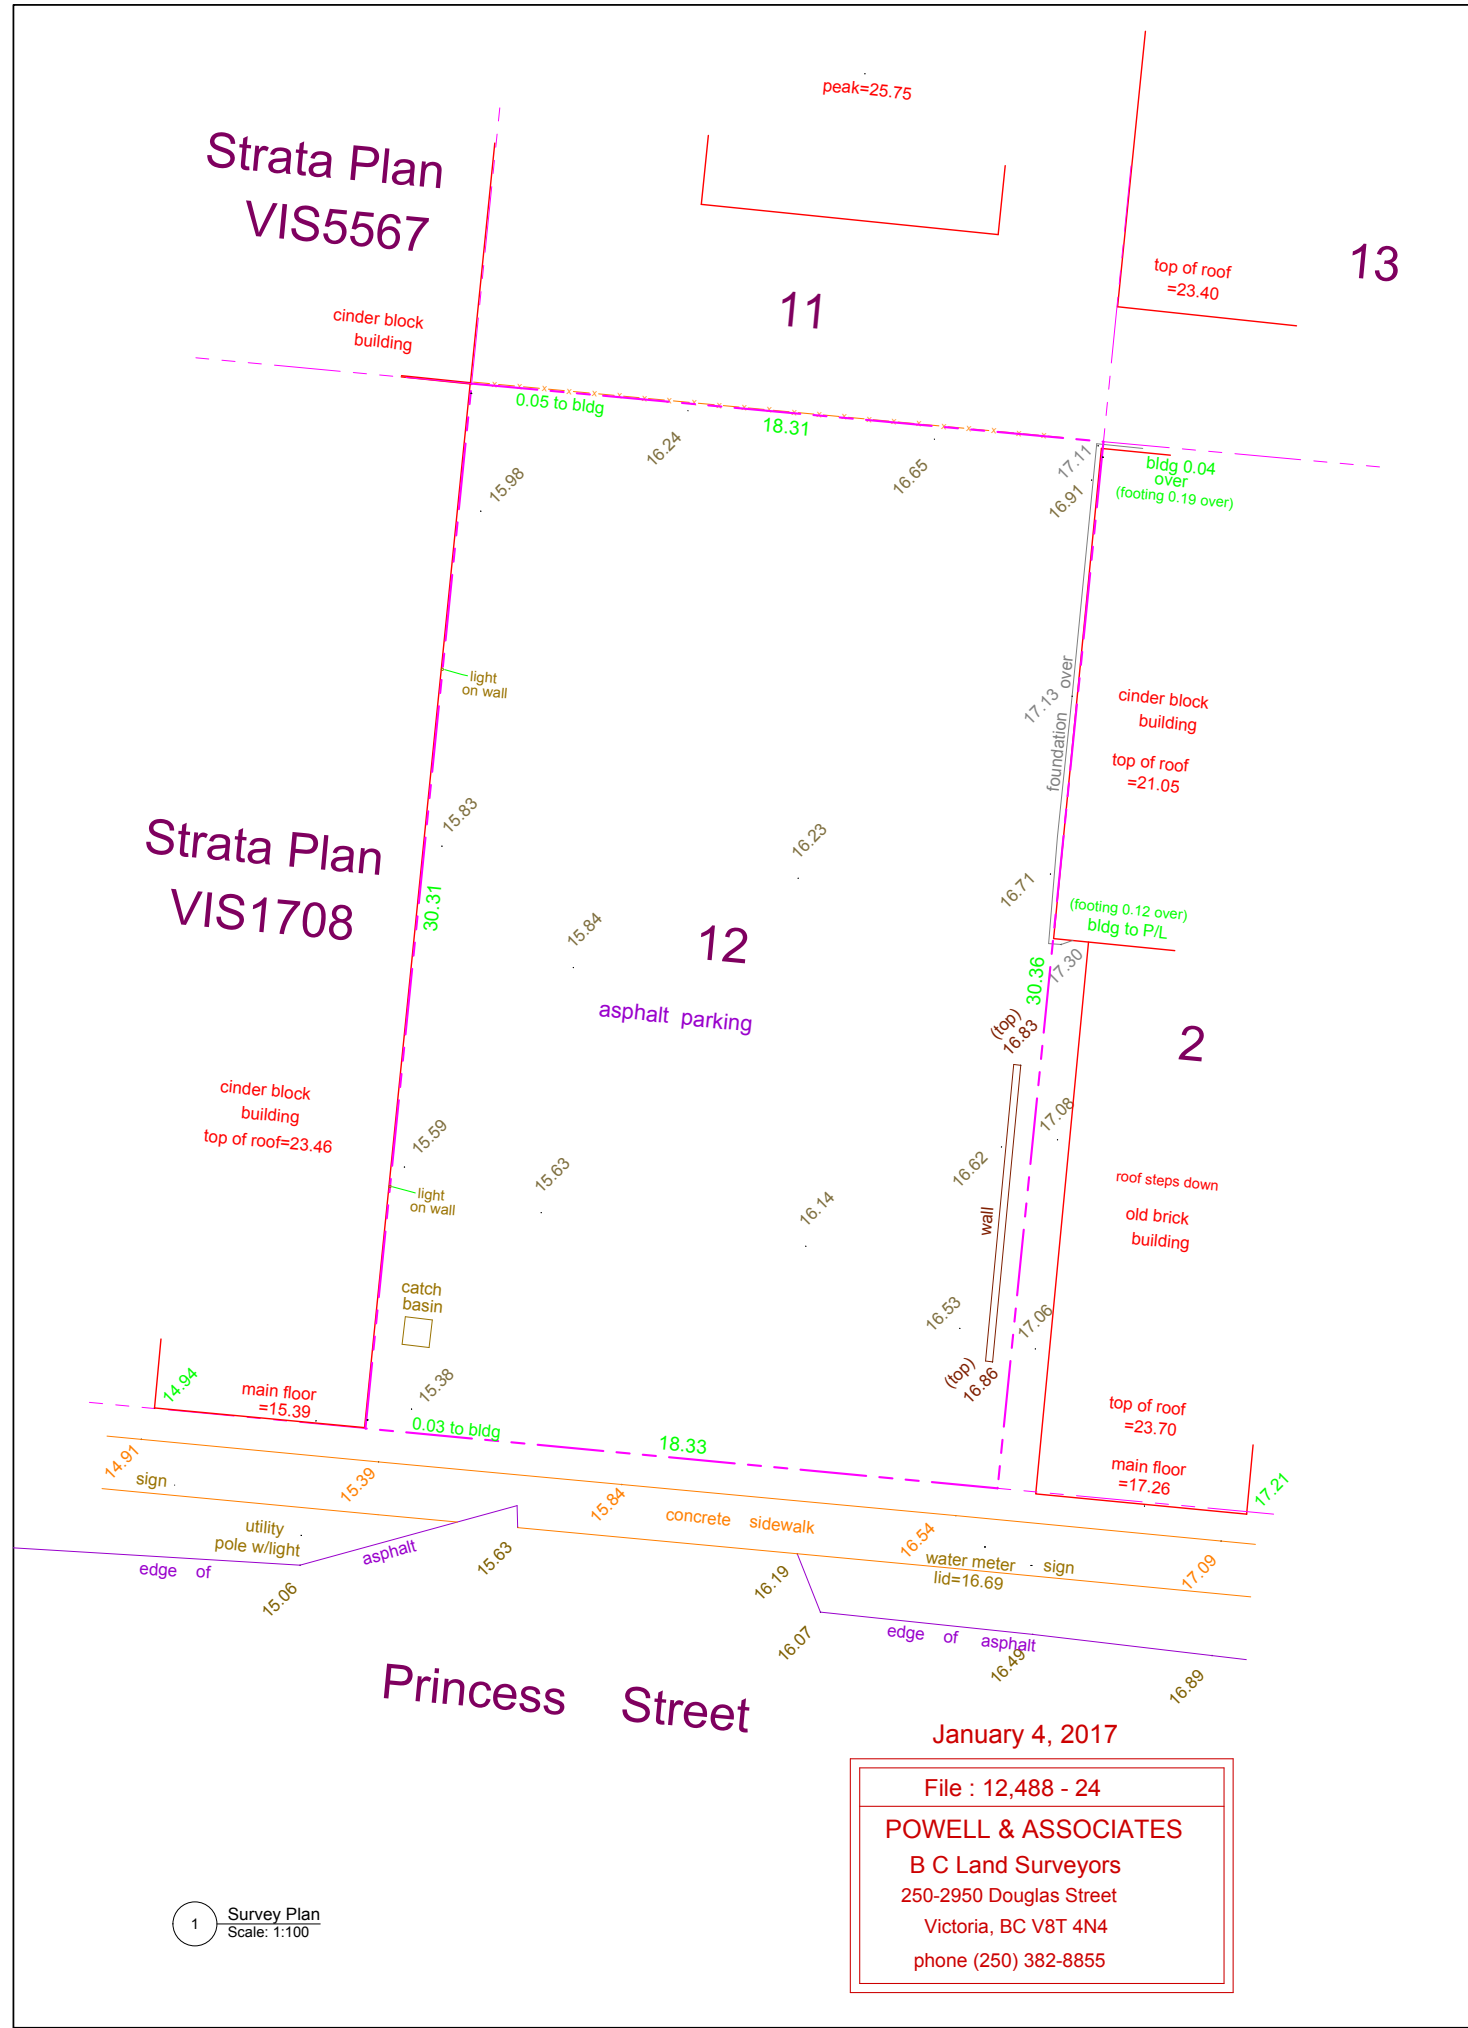 peak=25.75
Strata Plan
VIS5567
13
top of roof
=23.40
11
cinder block
building
0.05 to bldg
18.31
16.24
16.65
15.98
17.11
16.91
bldg 0.04
over
(footing 0.19 over)
light
on wall
foundation over
17.13
cinder block
building
top of roof
=21.05
15.83
16.23
Strata Plan
VIS1708
30.31
16.71
(footing 0.12 over)
bldg to P/L
15.84
12
17.30
30.36
asphalt parking
(top)
16.83
2
cinder block
building
top of roof=23.46
15.59
15.63
16.62
17.08
roof steps down
light
on wall
16.14
wall
old brick
building
catch
basin
16.53
17.06
14.94
main floor
=15.39
15.38
(top)
16.86
top of roof
=23.70
0.03 to bldg
18.33
main floor
=17.26
17.21
14.91
sign
15.39
15.84
concrete sidewalk
16.54
utility
pole w/light
asphalt
15.63
water meter
lid=16.69
sign
17.09
edge of
15.06
16.19
16.07
edge of asphalt
16.49
16.89
Princess Street
January 4, 2017
File : 12,488 - 24
POWELL & ASSOCIATES
B C Land Surveyors
250-2950 Douglas Street
Victoria, BC V8T 4N4
phone (250) 382-8855
1
Survey Plan
Scale: 1:100